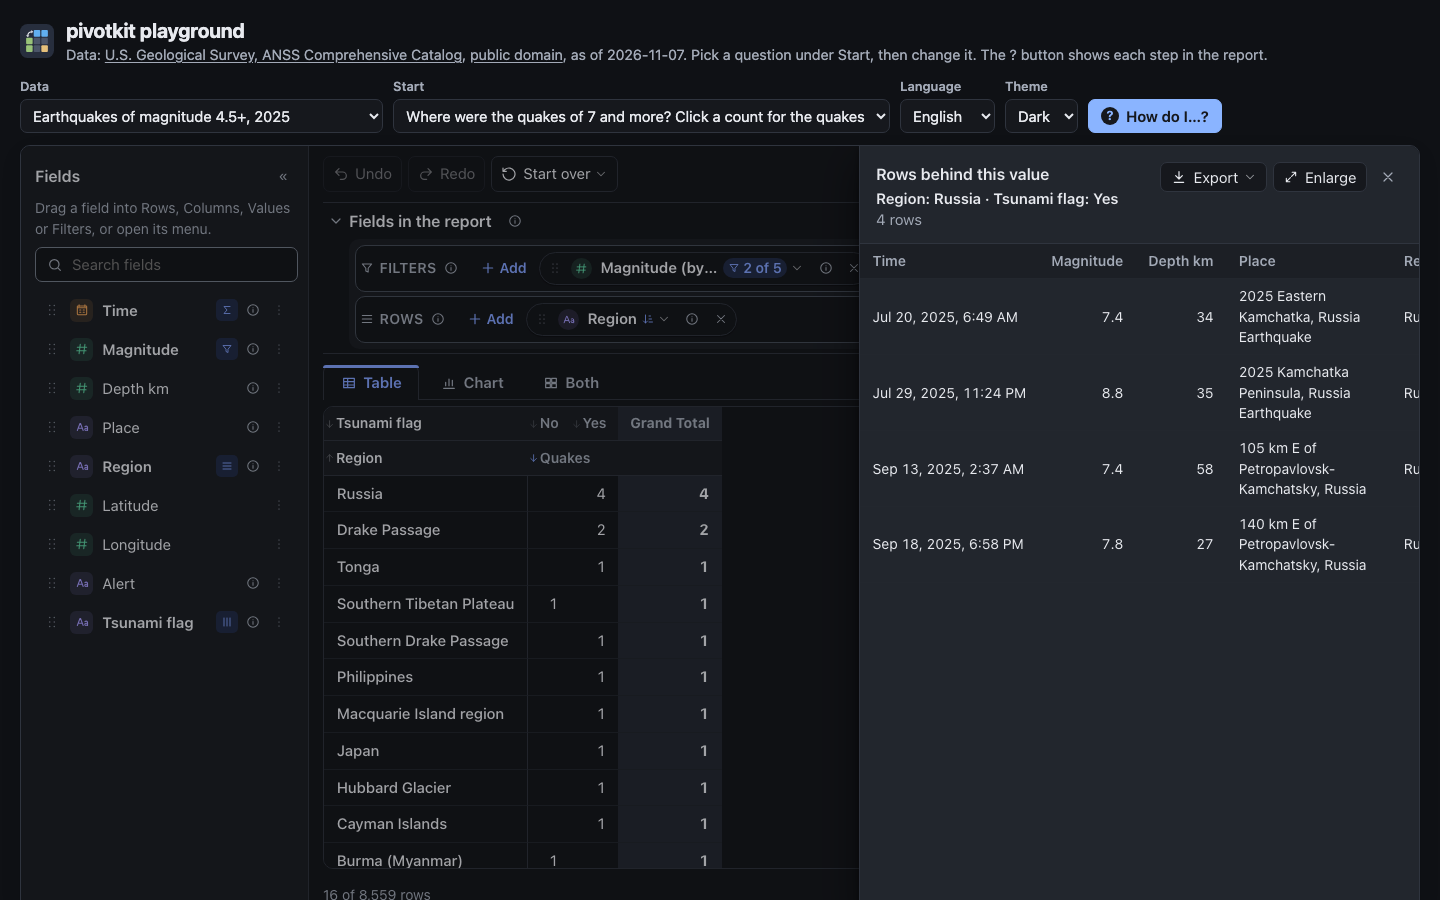 pivotkit playground
Data: U.S. Geological Survey, ANSS Comprehensive Catalog, public domain, as of 2026-11-07. Pick a question under Start, then change it. The ? button shows each step in the report.
Data
Start
Language
Theme
Earthquakes of magnitude 4.5+, 2025
Where were the quakes of 7 and more? Click a count for the quakes
English
Dark
? How do I...?
Fields «
Drag a field into Rows, Columns, Values
or Filters, or open its menu.
Search fields
Time Σ
# Magnitude
# Depth km
Aa Place
Aa Region
# Latitude
# Longitude
Aa Alert
Aa Tsunami flag
Undo
Redo
Start over
Fields in the report
FILTERS + Add # Magnitude (by... 2 of 5 ×
ROWS + Add Aa Region ×
Table
Chart
Both
↓ Tsunami flag ↓ No ↓ Yes Grand Total
↑ Region ↓ Quakes
Russia 4 4
Drake Passage 2 2
Tonga 1 1
Southern Tibetan Plateau 1 1
Southern Drake Passage 1 1
Philippines 1 1
Macquarie Island region 1 1
Japan 1 1
Hubbard Glacier 1 1
Cayman Islands 1 1
Burma (Myanmar) 1 1
16 of 8,559 rows
Rows behind this value
Region: Russia · Tsunami flag: Yes
4 rows
Export
Enlarge
×
Time Magnitude Depth km Place Re
Jul 20, 2025, 6:49 AM 7.4 34 2025 Eastern
Kamchatka, Russia
Earthquake
Ru
Jul 29, 2025, 11:24 PM 8.8 35 2025 Kamchatka
Peninsula, Russia
Earthquake
Ru
Sep 13, 2025, 2:37 AM 7.4 58 105 km E of
Petropavlovsk-
Kamchatsky, Russia
Ru
Sep 18, 2025, 6:58 PM 7.8 27 140 km E of
Petropavlovsk-
Kamchatsky, Russia
Ru